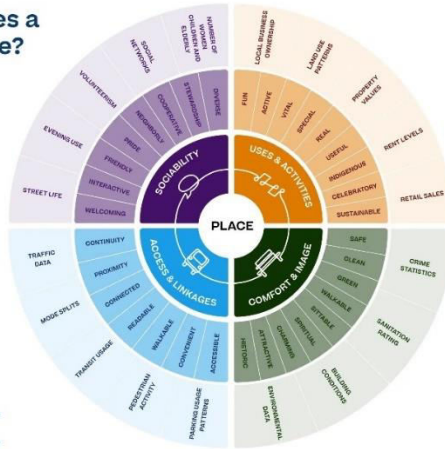 es a
e?
NUMBER OF
WOMEN
CHILDREN AND
ELDERLY
SOCIAL
NETWORKS
VOLUNTEERISM
EVENING USE
STREET LIFE
DIVERSE
STEWARDSHIP
COOPERATIVE
NEIGHBORLY
PRIDE
FRIENDLY
INTERACTIVE
WELCOMING
SOCIABILITY
LOCAL BUSINESS
OWNERSHIP
LAND USE
PATTERNS
PROPERTY
VALUES
RENT LEVELS
RETAIL SALES
FUN
ACTIVE
VITAL
SPECIAL
REAL
USEFUL
INDIGENOUS
CELEBRATORY
SUSTAINABLE
USES & ACTIVITIES
PLACE
ACCESS & LINKAGES
CONTINUITY
PROXIMITY
CONNECTED
READABLE
WALKABLE
CONVENIENT
ACCESSIBLE
TRAFFIC
DATA
MODE SPLITS
TRANSIT USAGE
PEDESTRIAN
ACTIVITY
PARKING USAGE
PATTERNS
COMFORT & IMAGE
SAFE
CLEAN
GREEN
WALKABLE
SITTABLE
SPIRITUAL
CHARMING
ATTRACTIVE
HISTORIC
CRIME
STATISTICS
SANITATION
RATING
BUILDING
CONDITIONS
ENVIRONMENTAL
DATA